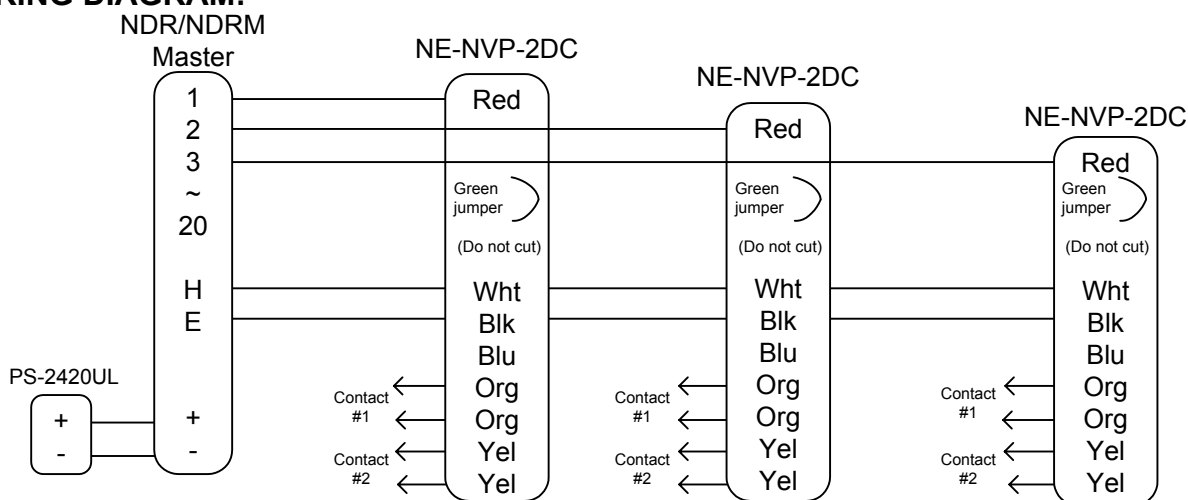 NDR/NDRM
Master
1
2
3
~
20
H
E
+
-
PS-2420UL
+
-
NE-NVP-2DC
Red
Green
jumper
(Do not cut)
Wht
Blk
Blu
Org
Org
Yel
Yel
Contact
#1
Contact
#2
NE-NVP-2DC
Red
Green
jumper
(Do not cut)
Wht
Blk
Blu
Org
Org
Yel
Yel
Contact
#1
Contact
#2
NE-NVP-2DC
Red
Green
jumper
(Do not cut)
Wht
Blk
Blu
Org
Org
Yel
Yel
Contact
#1
Contact
#2